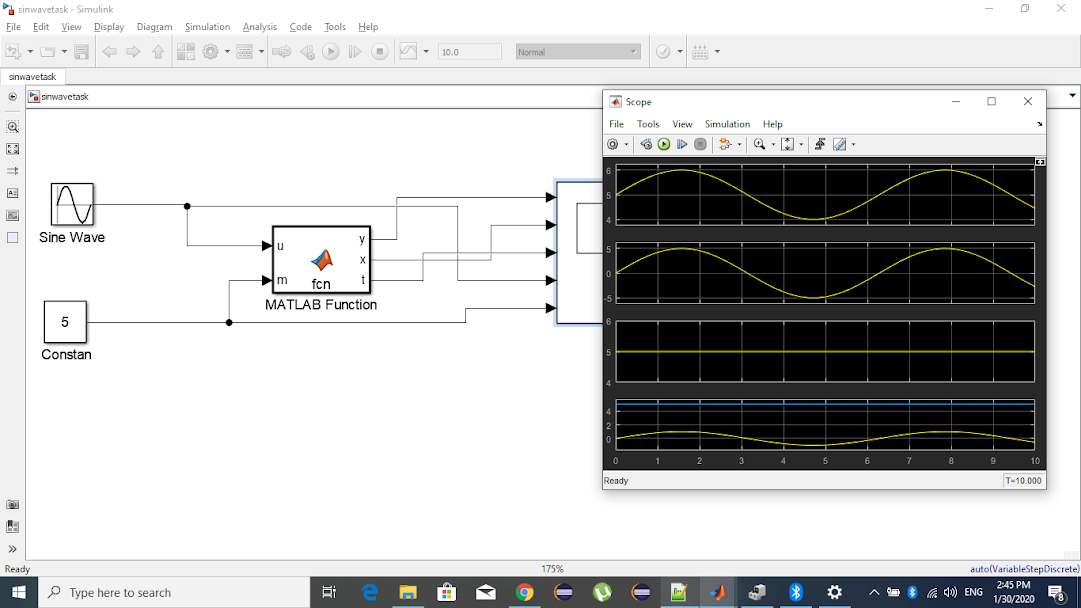 sinwavetask - Simulink
File Edit View Display Diagram Simulation Analysis Code Tools Help
10.0 Normal
sinwavetask
sinwavetask
Sine Wave
u
m
y
x
t
fcn
MATLAB Function
5
Constan
Scope
File Tools View Simulation Help
6
5
4
5
0
-5
6
5
4
4
2
0
0 1 2 3 4 5 6 7 8 9 10
Ready T=10.000
Ready 175% auto(VariableStepDiscrete)
Type here to search
ENG
2:45 PM
1/30/2020
8